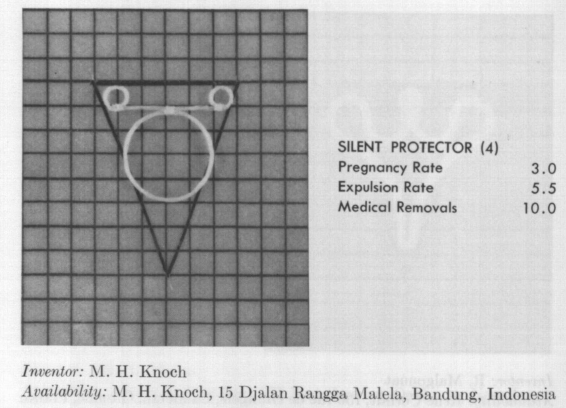 SILENT PROTECTOR (4)
Pregnancy Rate 3.0
Expulsion Rate 5.5
Medical Removals 10.0
Inventor: M. H. Knoch
Availability: M. H. Knoch, 15 Djalan Rangga Malela, Bandung, Indonesia